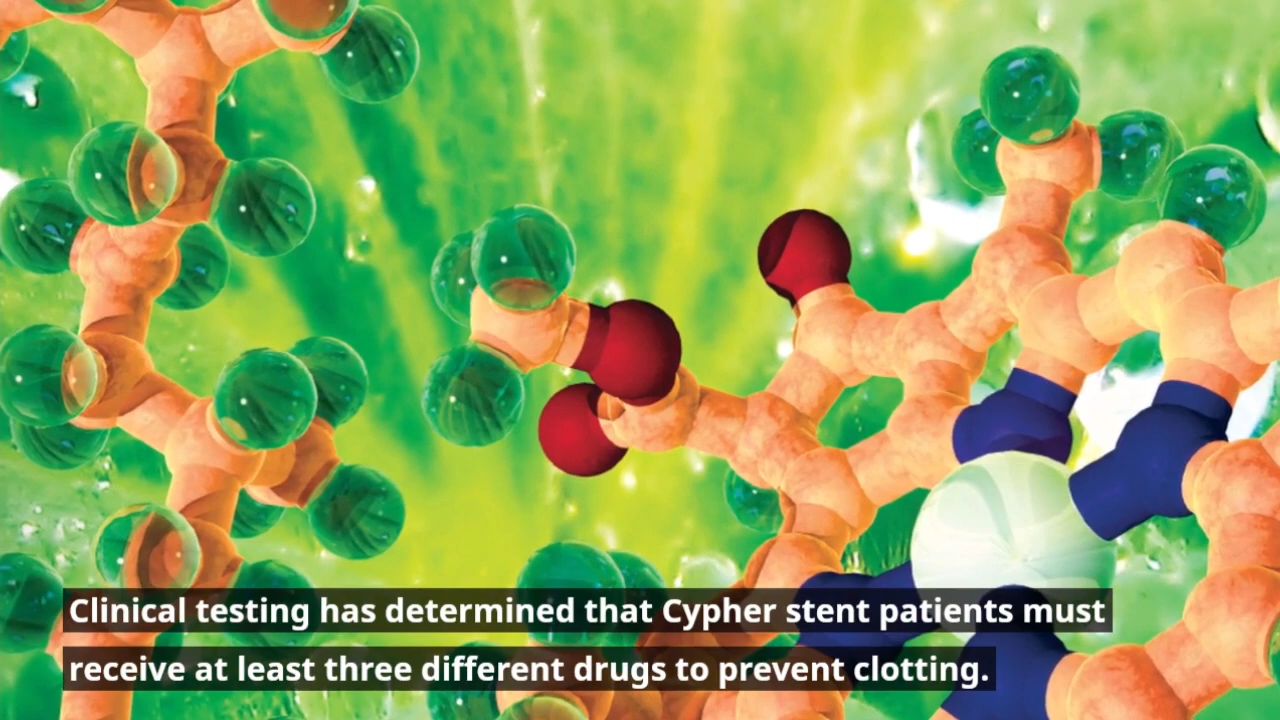 Clinical testing has determined that Cypher stent patients must
receive at least three different drugs to prevent clotting.